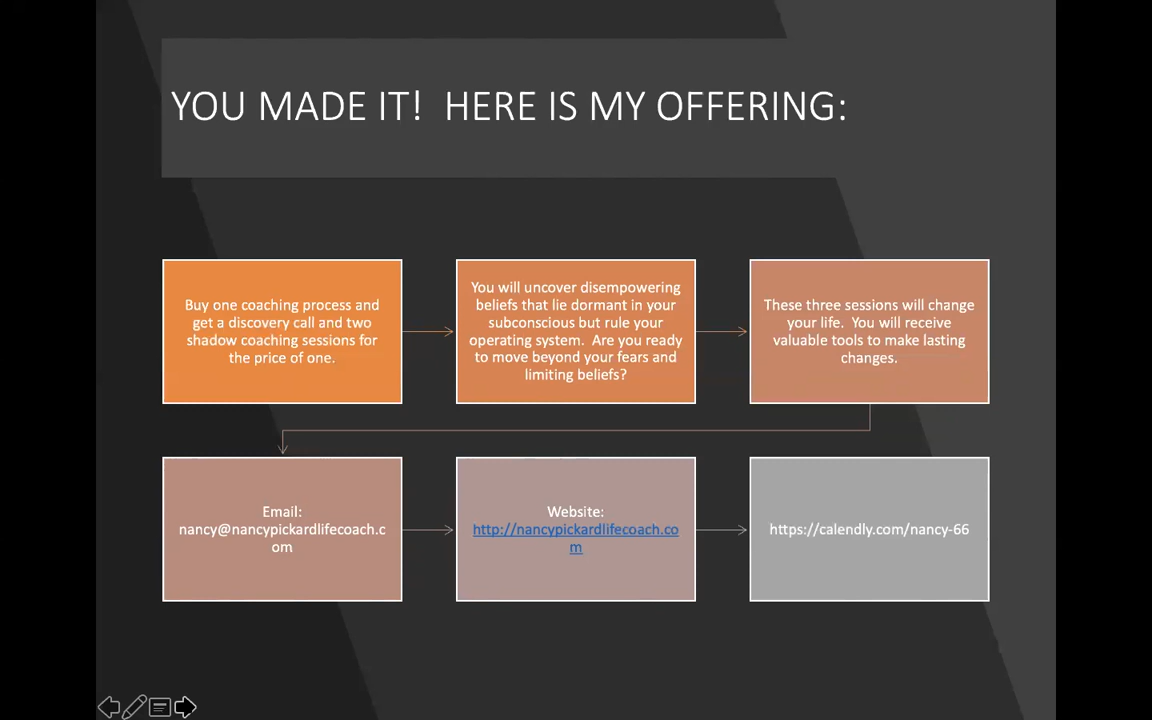 YOU MADE IT!  HERE IS MY OFFERING:
Buy one coaching process and
get a discovery call and two
shadow coaching sessions for
the price of one.
You will uncover disempowering
beliefs that lie dormant in your
subconscious but rule your
operating system.  Are you ready
to move beyond your fears and
limiting beliefs?
These three sessions will change
your life.  You will receive
valuable tools to make lasting
changes.
Email:
nancy@nancypickardlifecoach.c
om
Website:
http://nancypickardlifecoach.co
m
https://calendly.com/nancy-66